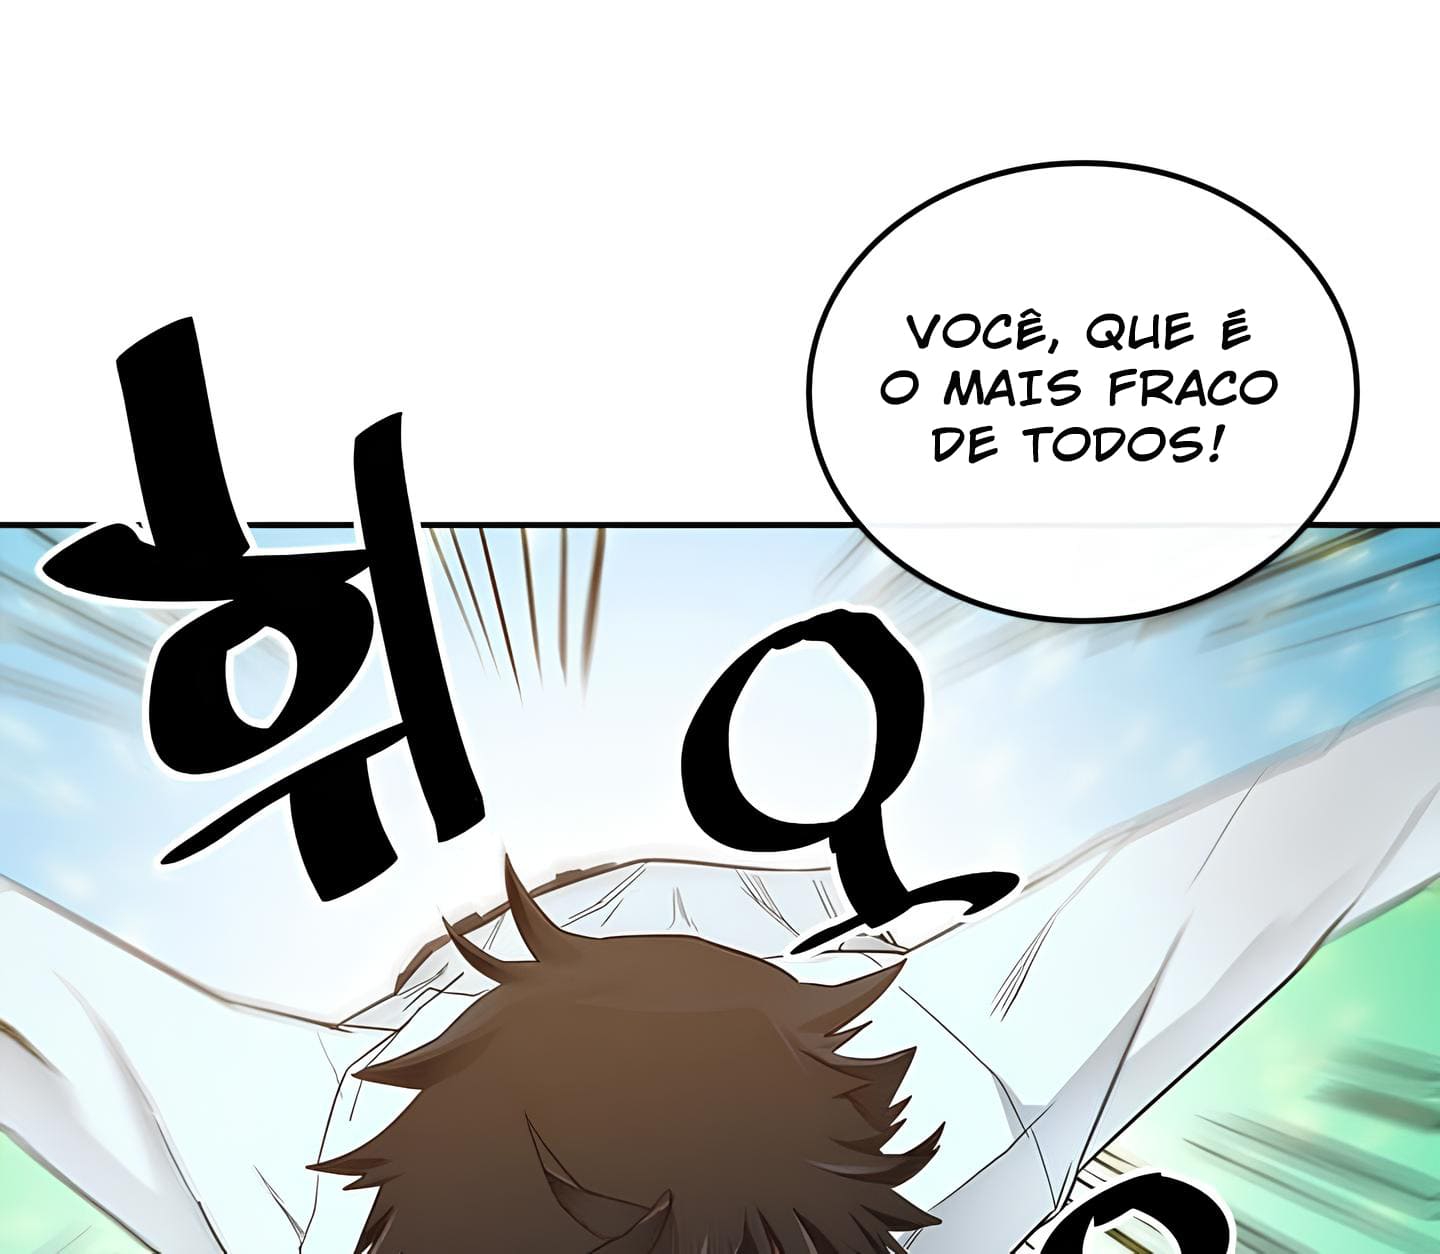 VOCÊ, QUE É
O MAIS FRACO
DE TODOS!
휘
오